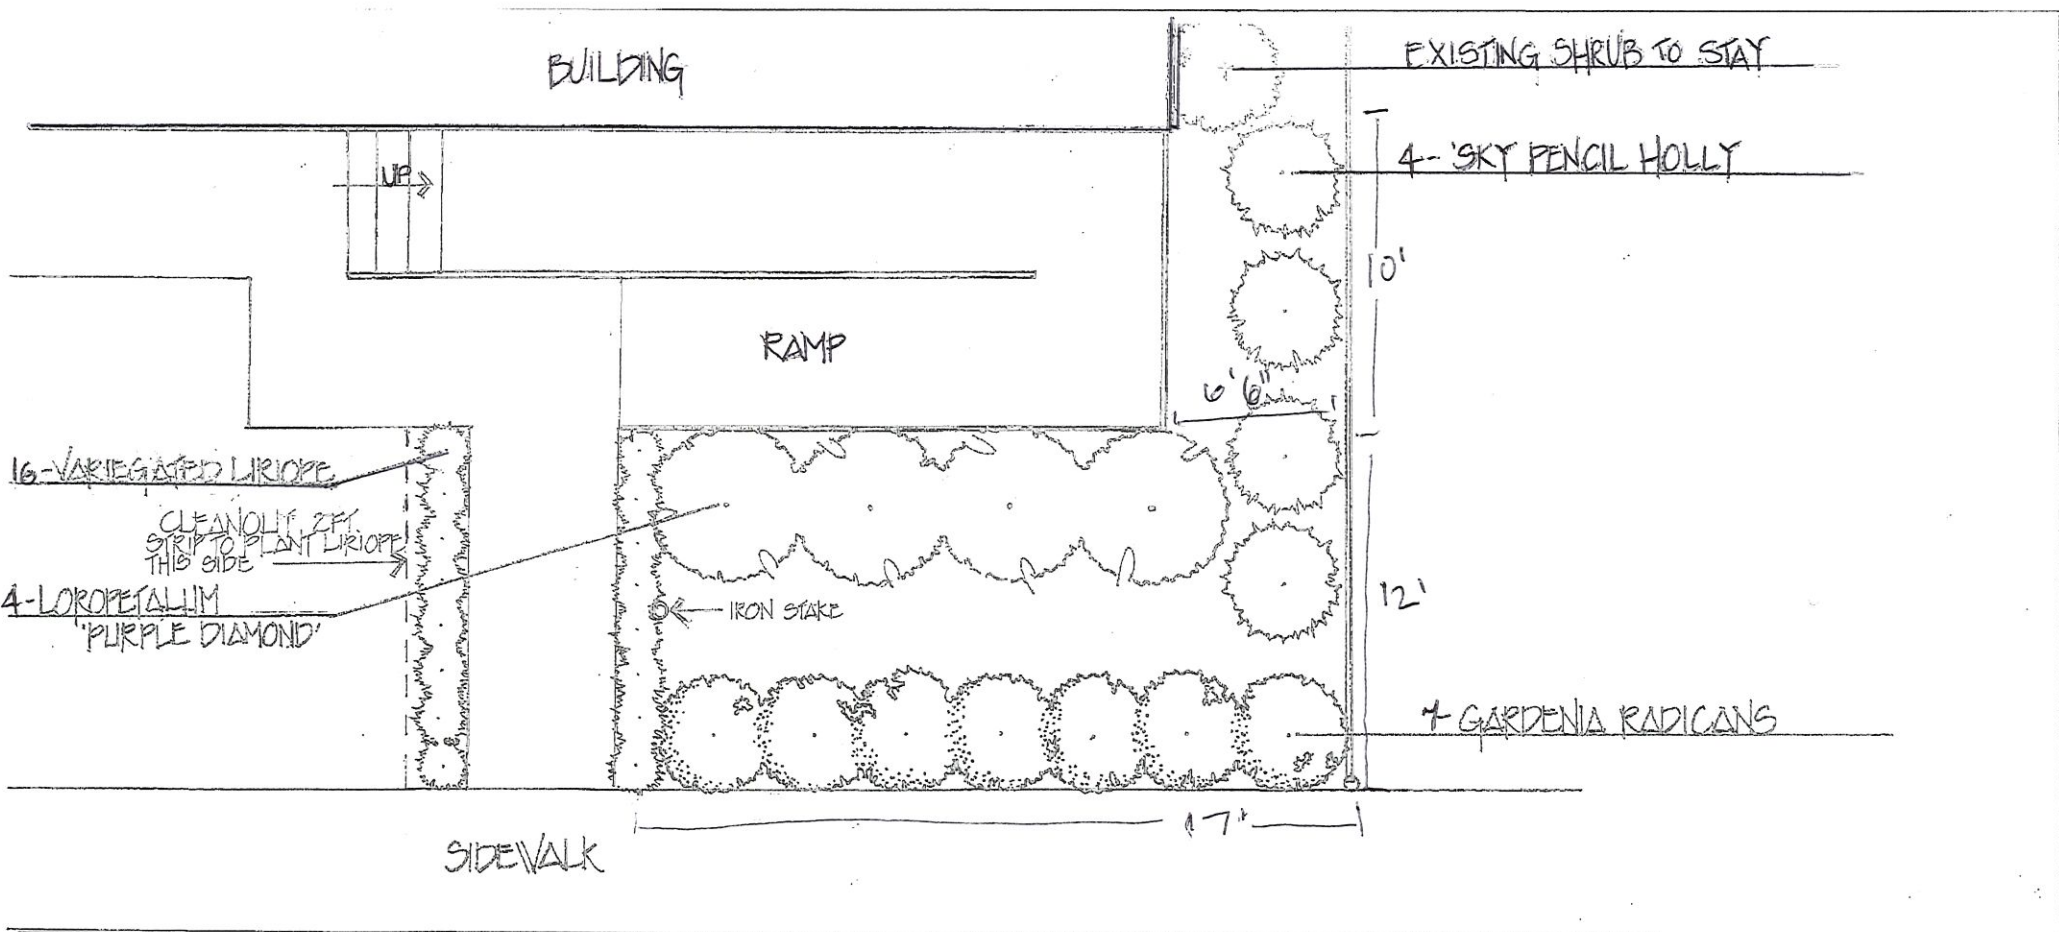 BUILDING
EXISTING SHRUB TO STAY
UP
4-'SKY PENCIL HOLLY
10'
RAMP
6'6"
16-VARIEGATED LIRIOPE
CLEANOUT 2FT.
STRIP TO PLANT LIRIOPE
THIS SIDE
4-LOROPETALUM
'PURPLE DIAMOND'
IRON STAKE
12'
7-GARDENIA RADICANS
17'
SIDEWALK